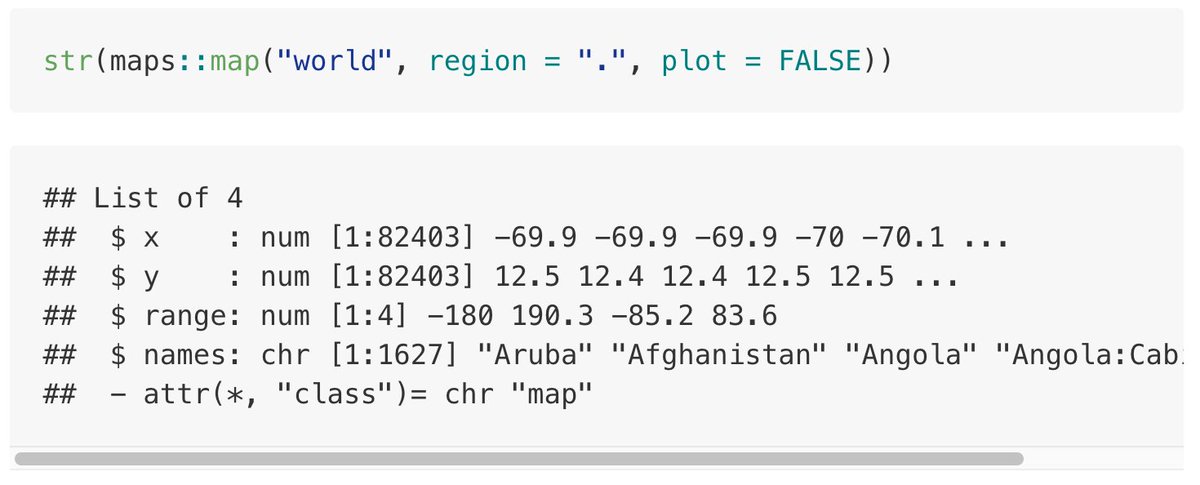 str(maps::map("world", region = ".", plot = FALSE))
## List of 4
##  $ x    : num [1:82403] -69.9 -69.9 -69.9 -70 -70.1 ...
##  $ y    : num [1:82403] 12.5 12.4 12.4 12.5 12.5 ...
##  $ range: num [1:4] -180 190.3 -85.2 83.6
##  $ names: chr [1:1627] "Aruba" "Afghanistan" "Angola" "Angola:Cab
##  - attr(*, "class")= chr "map"